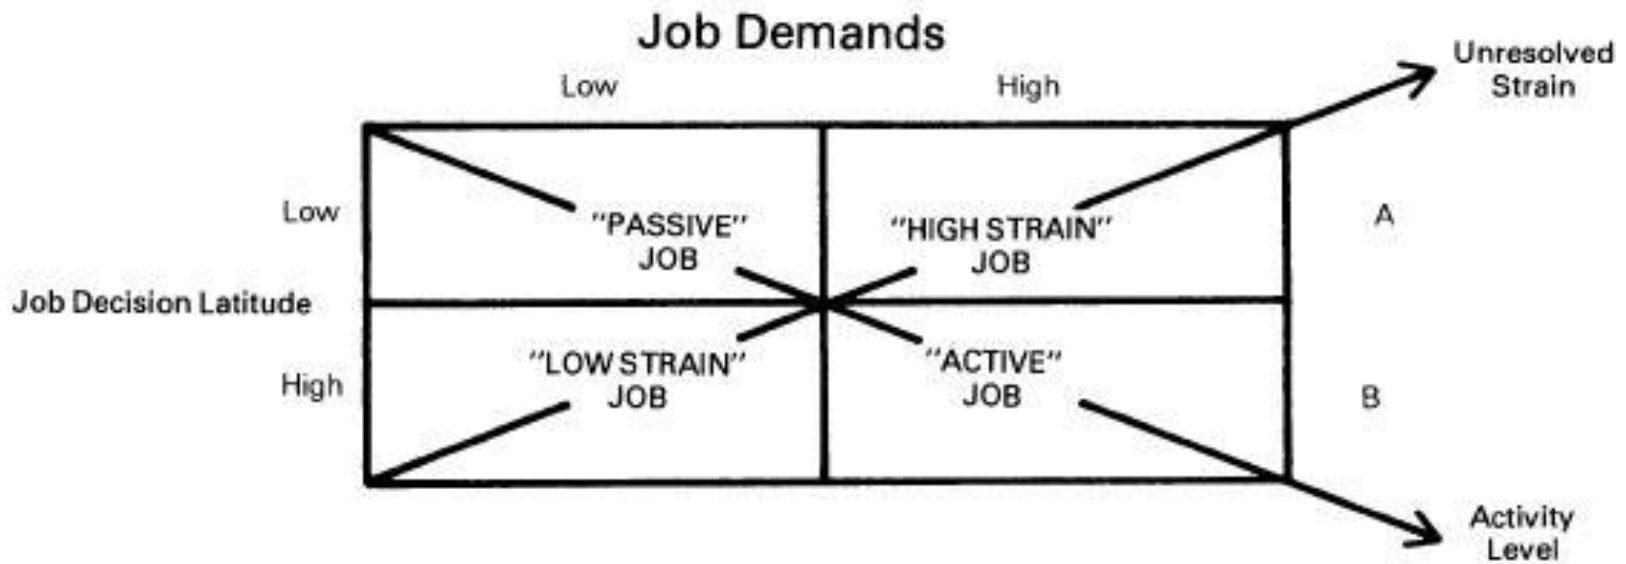 Job Demands
Low
High
Unresolved
Strain
Low
"PASSIVE"
JOB
"HIGH STRAIN"
JOB
A
Job Decision Latitude
High
"LOW STRAIN"
JOB
"ACTIVE"
JOB
B
Activity
Level